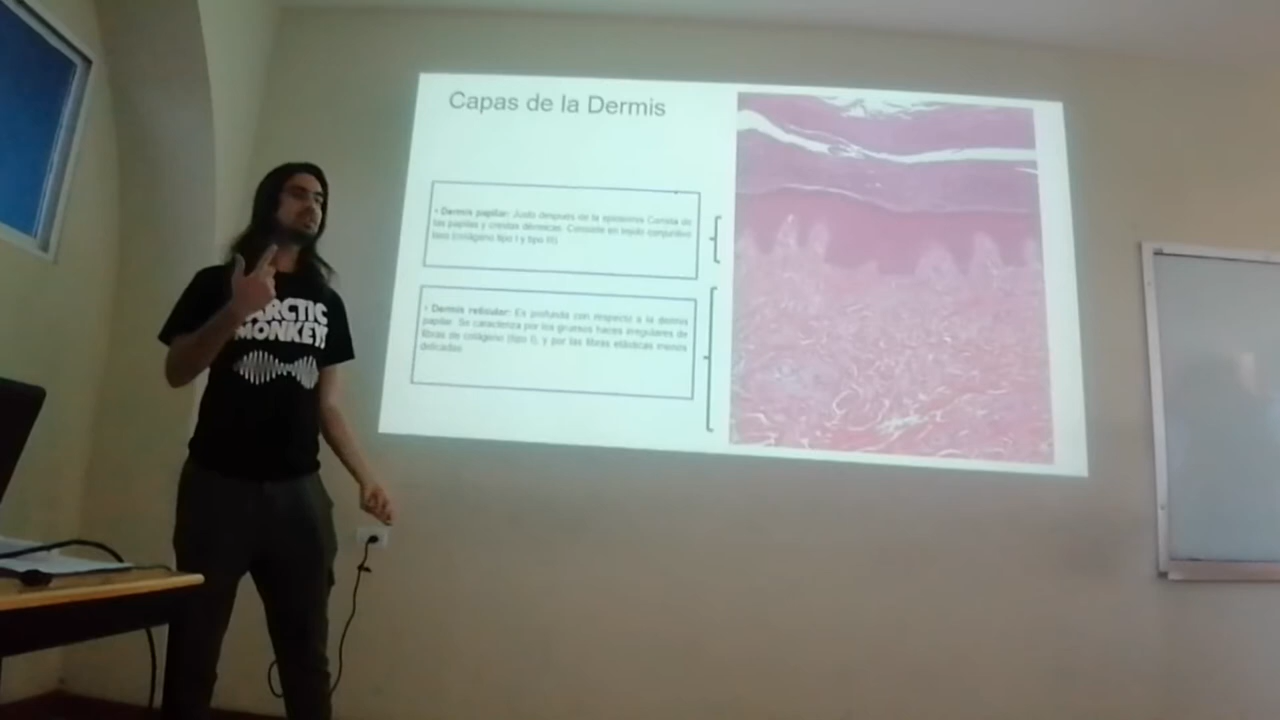 Capas de la Dermis
• Dermis papilar: Justo después de la epidermis Consta de
las papilas y crestas dérmicas. Consiste en tejido conjuntivo
laxo (colágeno tipo I y tipo III)
• Dermis reticular: Es profunda con respecto a la dermis
papilar. Se caracteriza por los gruesos haces irregulares de
fibras de colágeno (tipo I), y por las fibras elásticas menos
delicadas
ARCTIC
MONKEYS